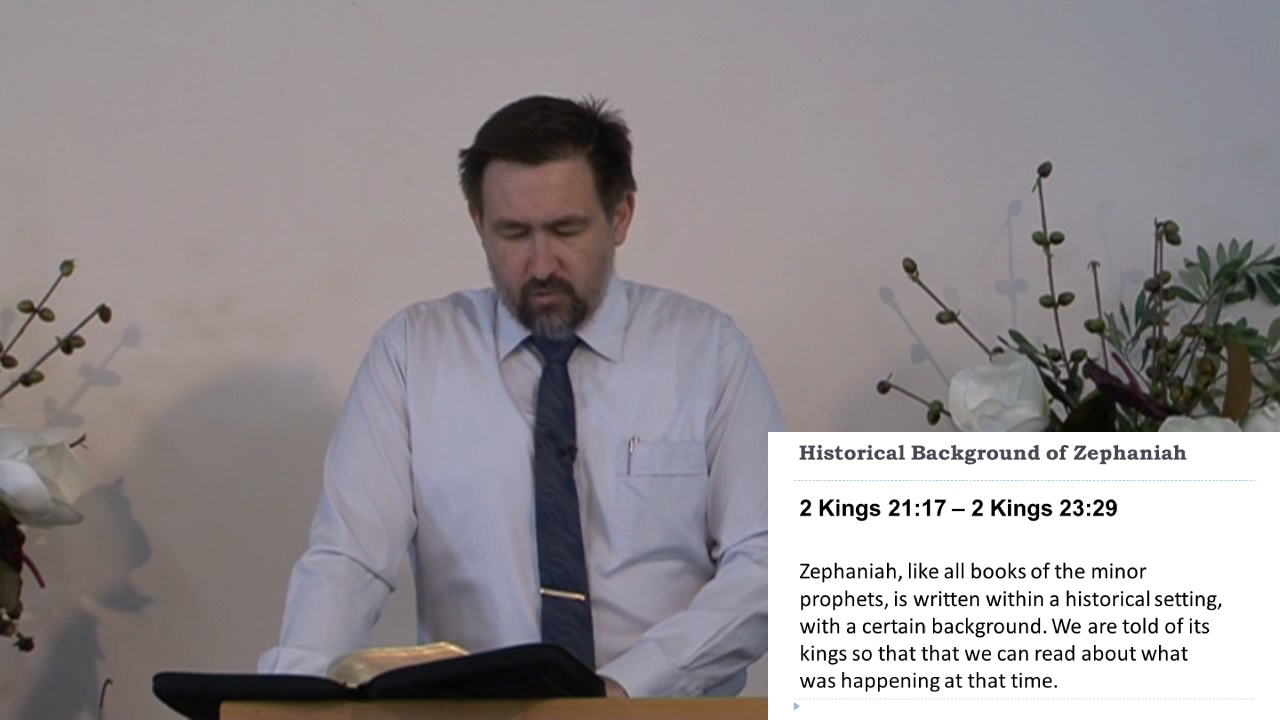 Historical Background of Zephaniah
2 Kings 21:17 – 2 Kings 23:29
Zephaniah, like all books of the minor
prophets, is written within a historical setting,
with a certain background. We are told of its
kings so that that we can read about what
was happening at that time.